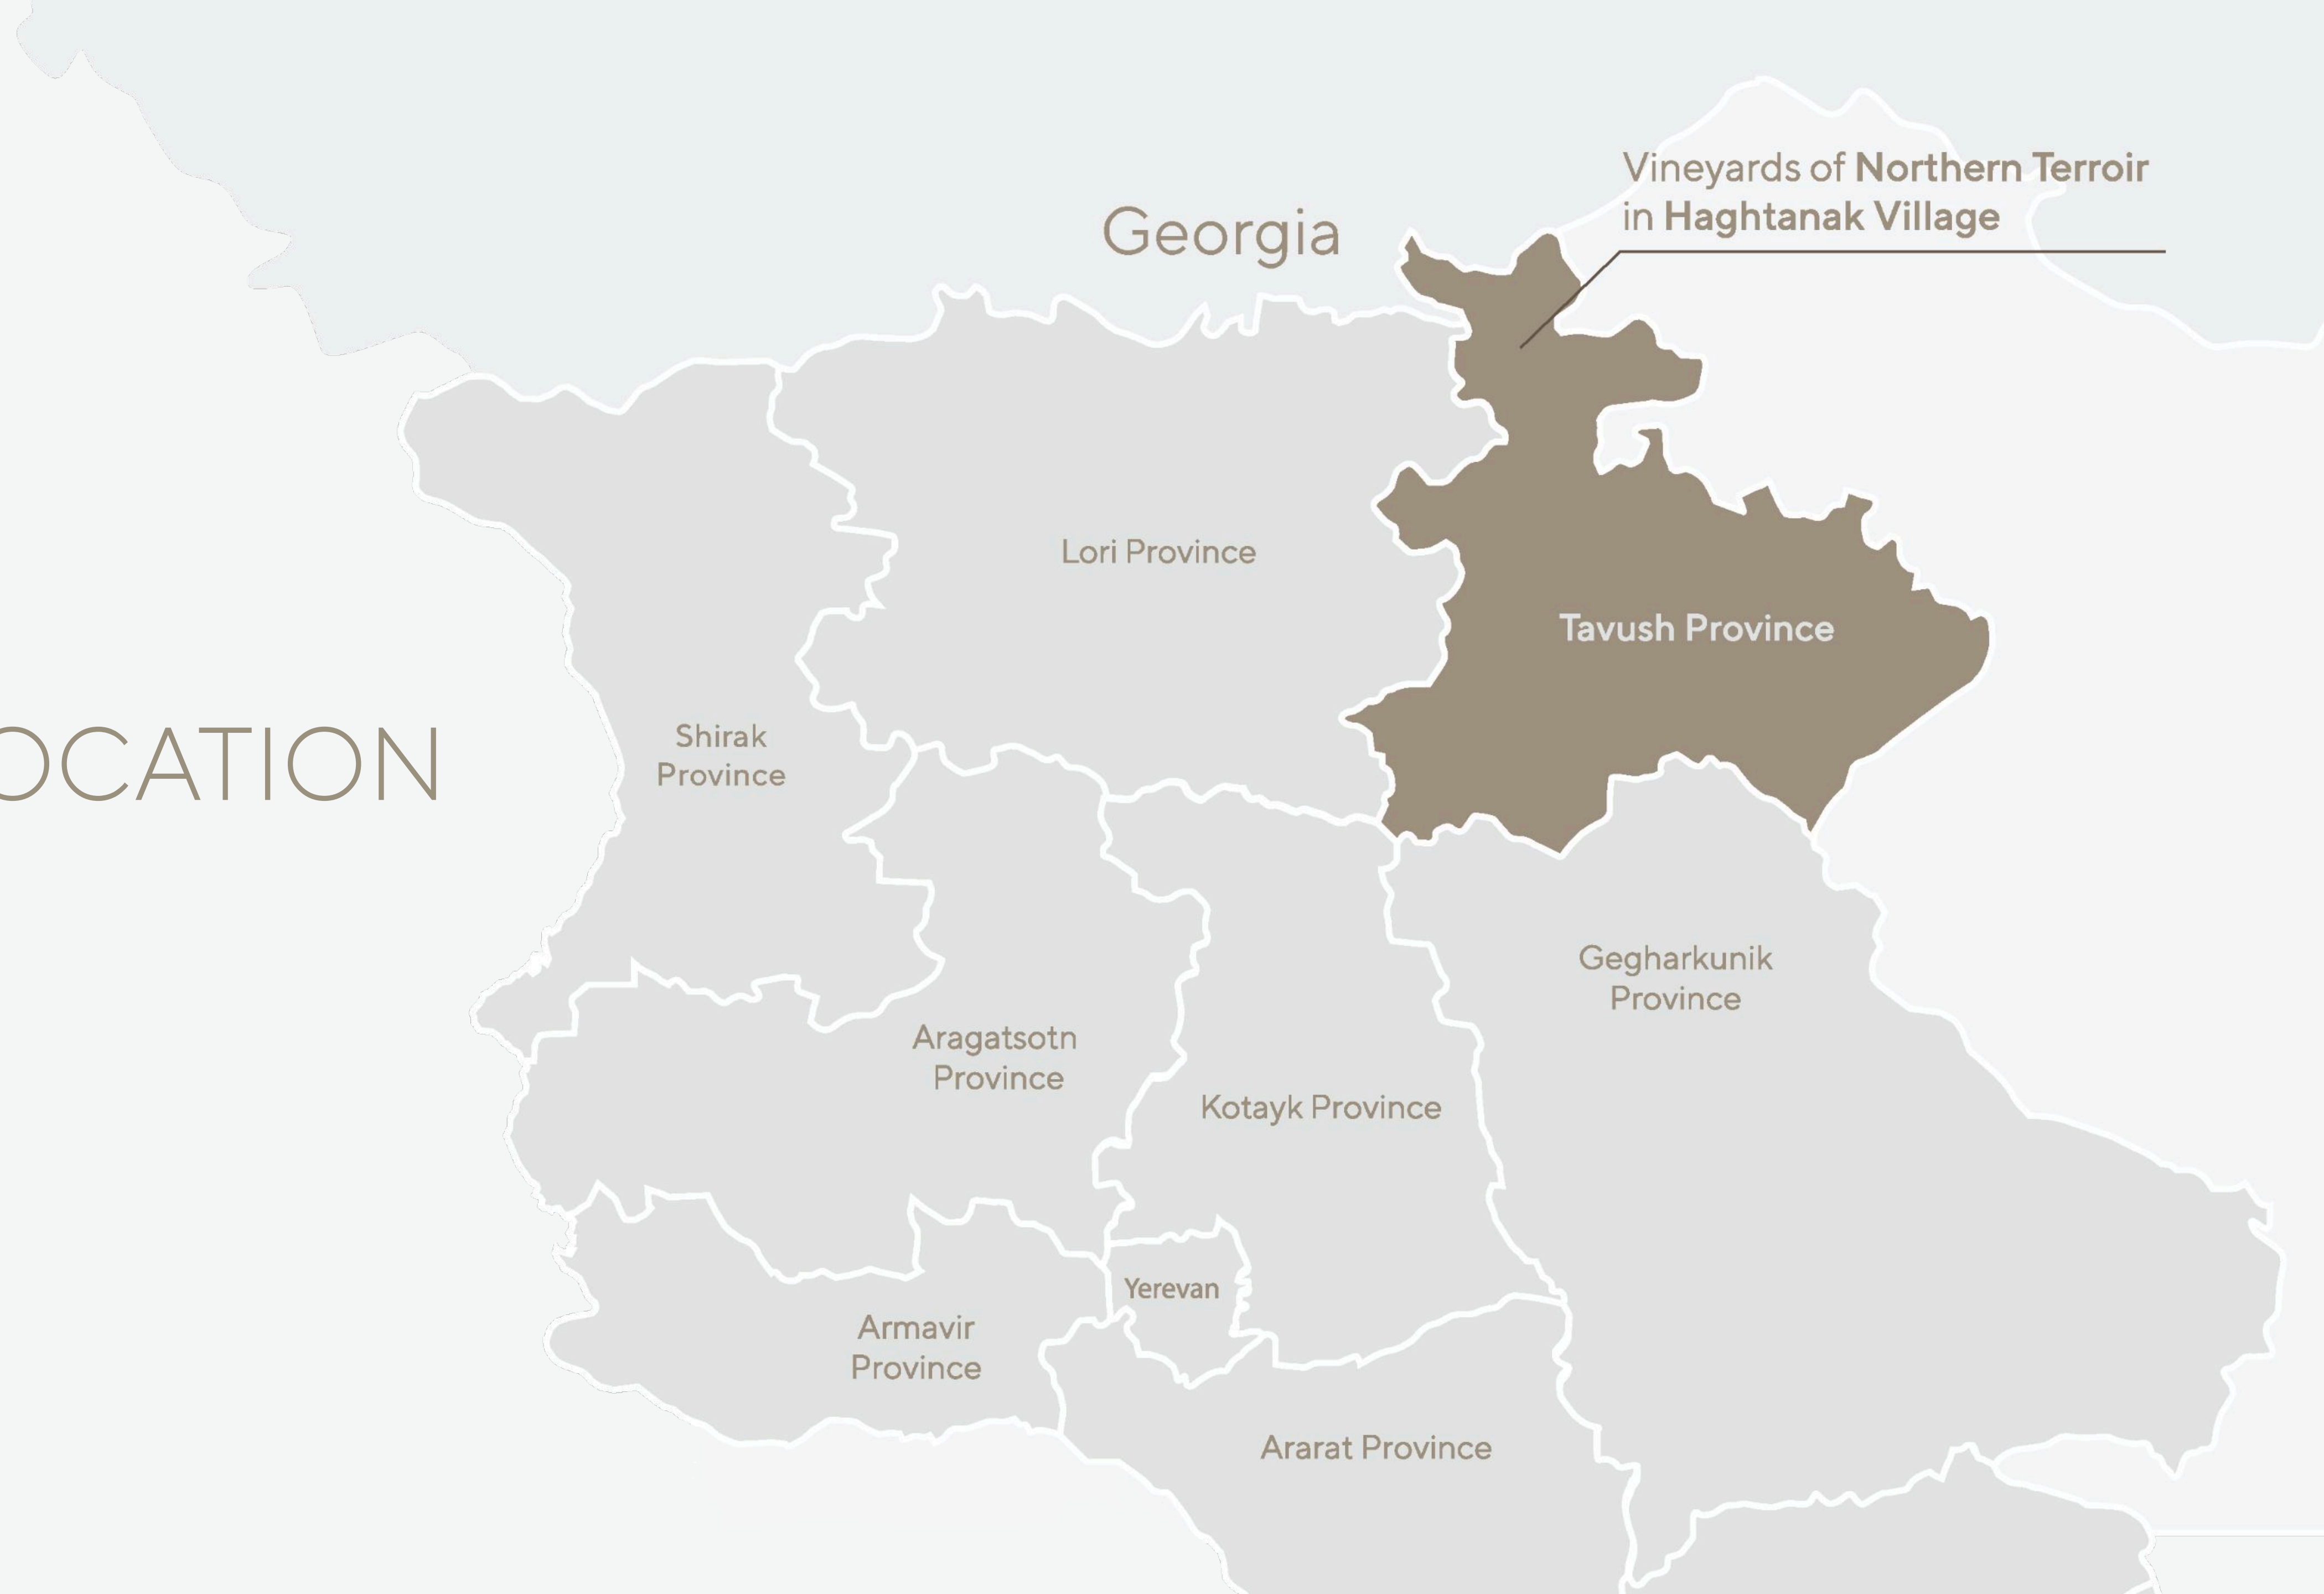 Vineyards of Northern Terroir
in Haghtanak Village
Georgia
Lori Province
Tavush Province
OCATION
Shirak
Province
Gegharkunik
Province
Aragatsotn
Province
Kotayk Province
Yerevan
Armavir
Province
Ararat Province